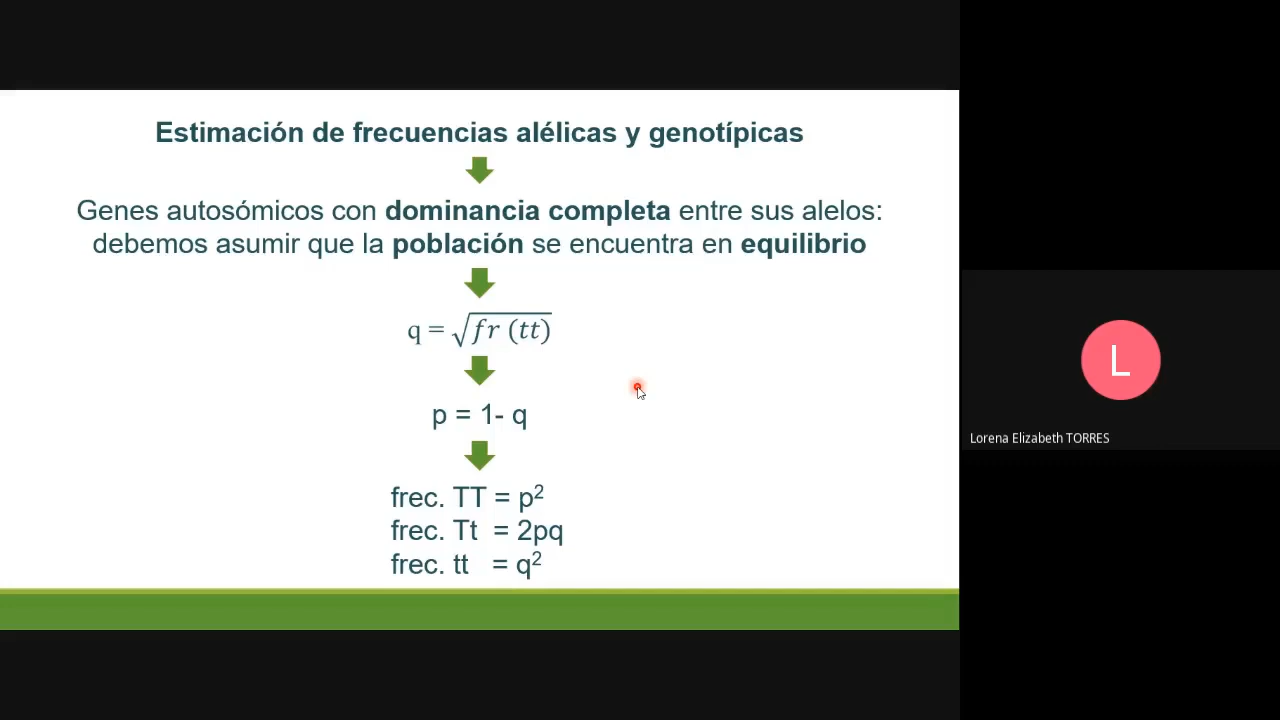 Estimación de frecuencias alélicas y genotípicas
Genes autosómicos con dominancia completa entre sus alelos:
debemos asumir que la población se encuentra en equilibrio
q = √fr (tt)
p = 1- q
frec. TT = p²
frec. Tt = 2pq
frec. tt = q²
L
Lorena Elizabeth TORRES